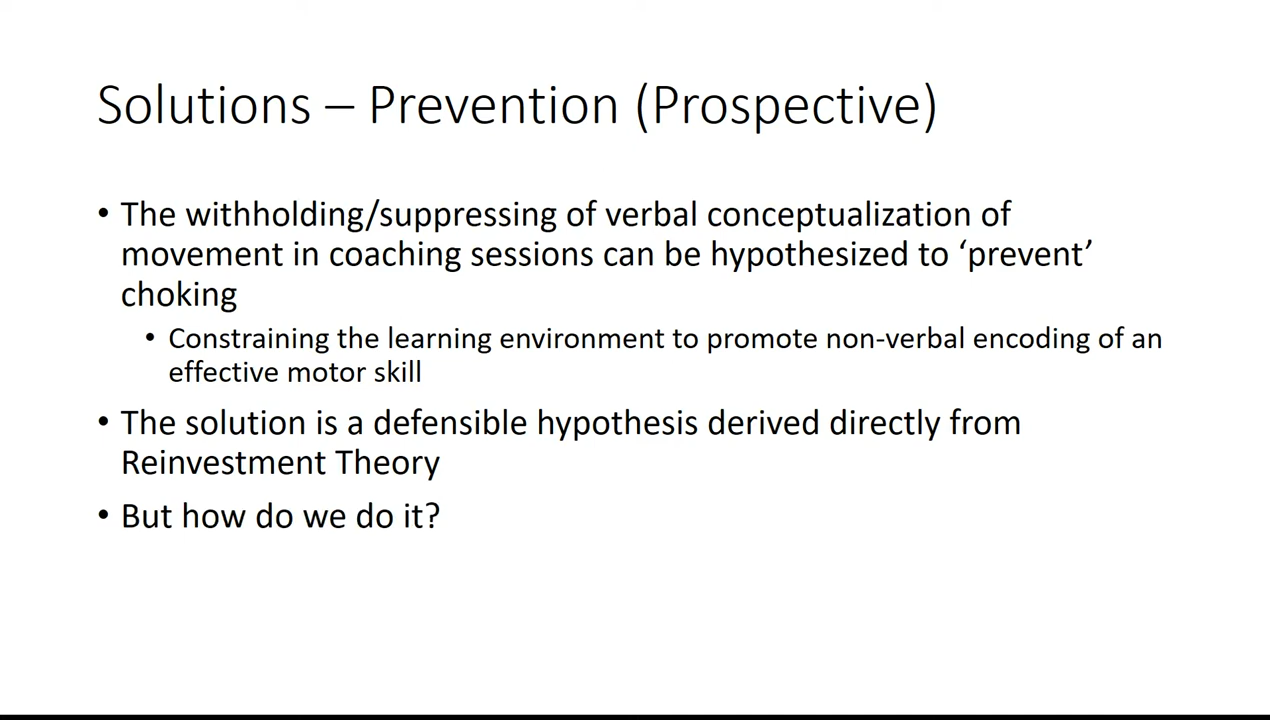 Solutions – Prevention (Prospective)
• The withholding/suppressing of verbal conceptualization of
movement in coaching sessions can be hypothesized to ‘prevent’
choking
• Constraining the learning environment to promote non-verbal encoding of an
effective motor skill
• The solution is a defensible hypothesis derived directly from
Reinvestment Theory
• But how do we do it?